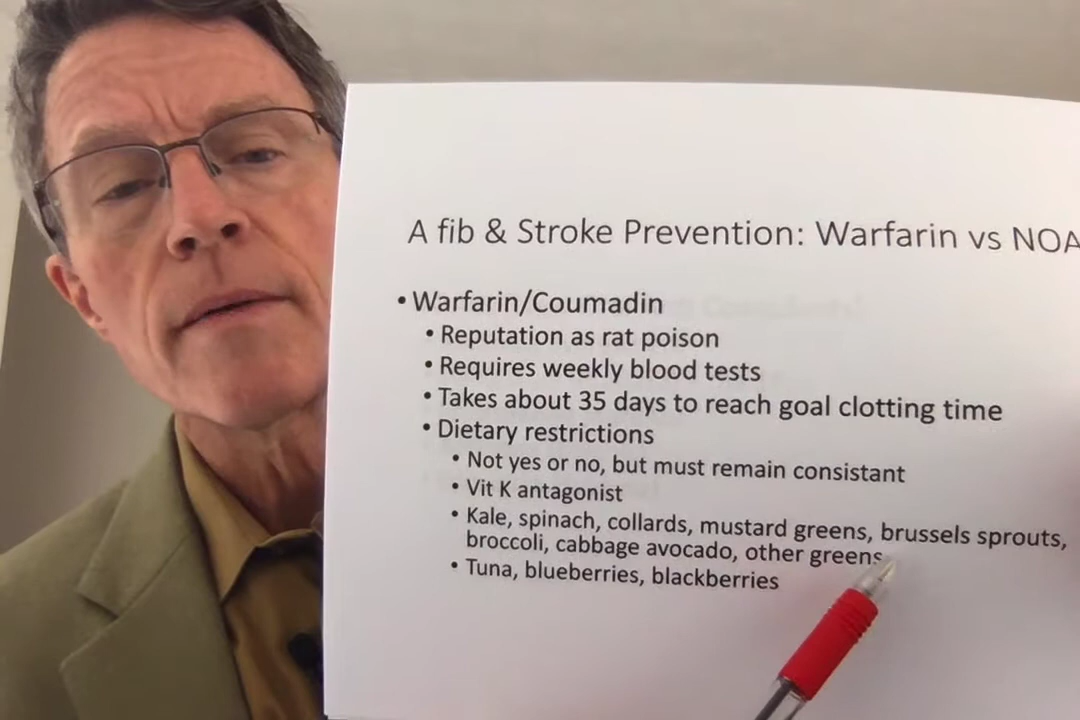 A fib & Stroke Prevention: Warfarin vs NOA
• Warfarin/Coumadin
• Reputation as rat poison
• Requires weekly blood tests
• Takes about 35 days to reach goal clotting time
• Dietary restrictions
• Not yes or no, but must remain consistant
• Vit K antagonist
• Kale, spinach, collards, mustard greens, brussels sprouts,
broccoli, cabbage avocado, other greens
• Tuna, blueberries, blackberries